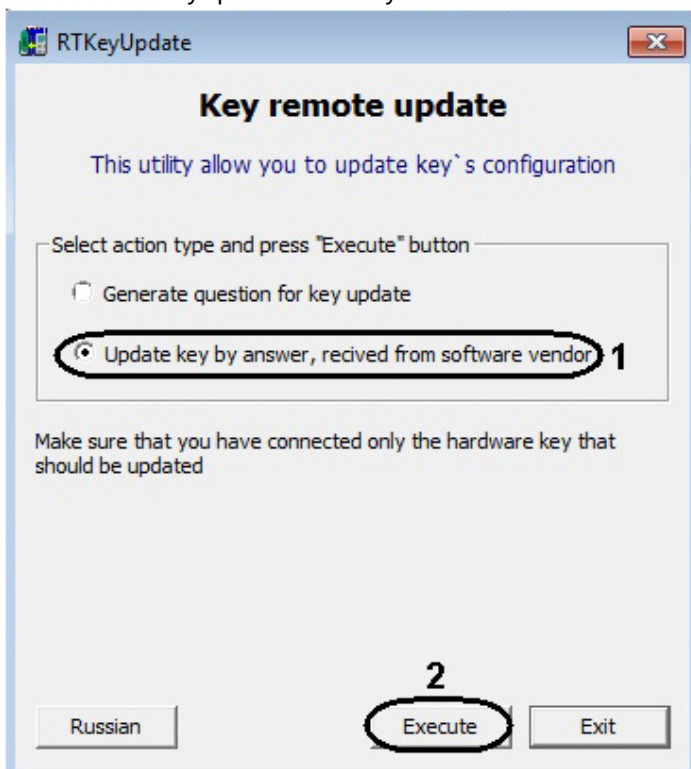 RTKeyUpdate
Key remote update
This utility allow you to update key`s configuration
Select action type and press "Execute" button
Generate question for key update
Update key by answer, recived from software vendor 1
Make sure that you have connected only the hardware key that
should be updated
2
Russian Execute Exit